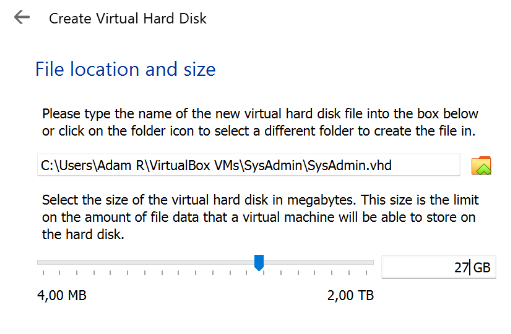 Create Virtual Hard Disk
File location and size
Please type the name of the new virtual hard disk file into the box below
or click on the folder icon to select a different folder to create the file in.
C:\Users\Adam R\VirtualBox VMs\SysAdmin\SysAdmin.vhd
Select the size of the virtual hard disk in megabytes. This size is the limit
on the amount of file data that a virtual machine will be able to store on
the hard disk.
27 GB
4,00 MB 2,00 TB